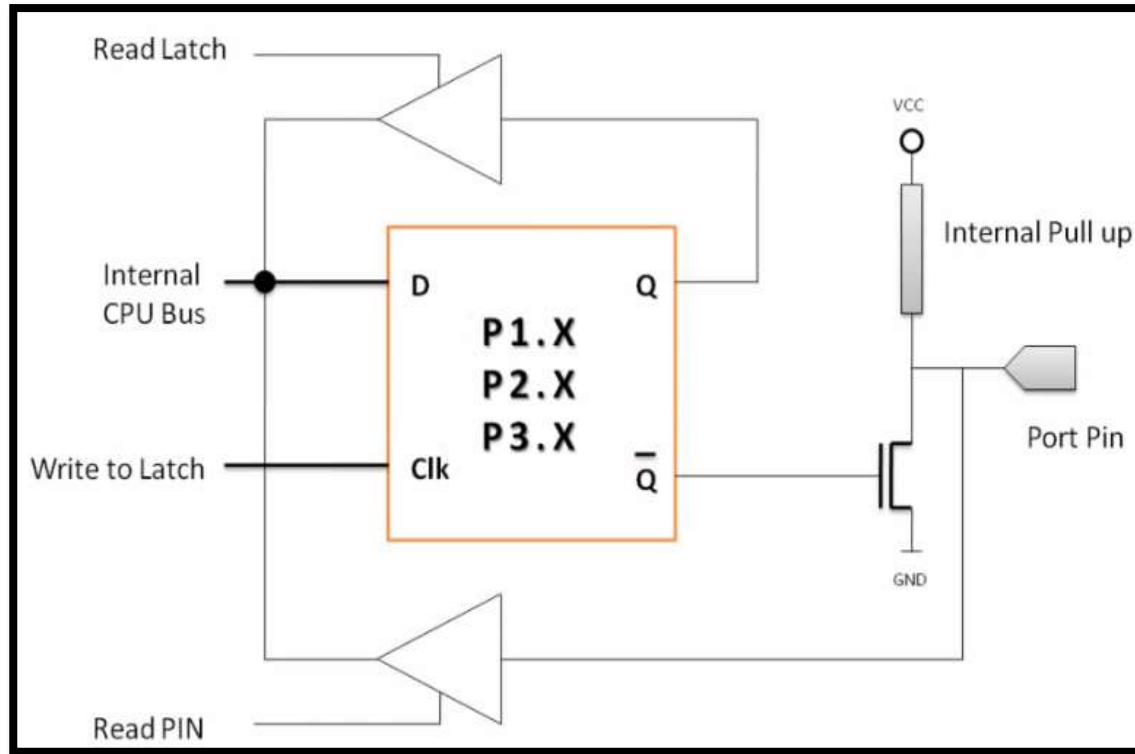 Read Latch
VCC
Internal Pull up
Internal
CPU Bus
D
Q
P1.X
P2.X
P3.X
Port Pin
Write to Latch
Clk
Q̅
GND
Read PIN